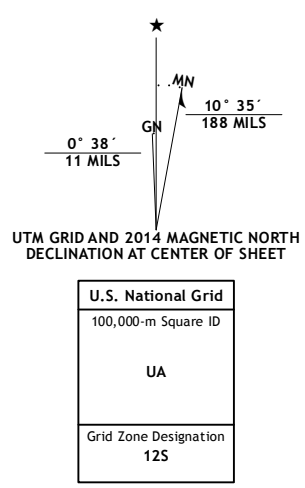 MN
GN
10° 35´
188 MILS
0° 38´
11 MILS
UTM GRID AND 2014 MAGNETIC NORTH
DECLINATION AT CENTER OF SHEET
U.S. National Grid
100,000-m Square ID
UA
Grid Zone Designation
12S